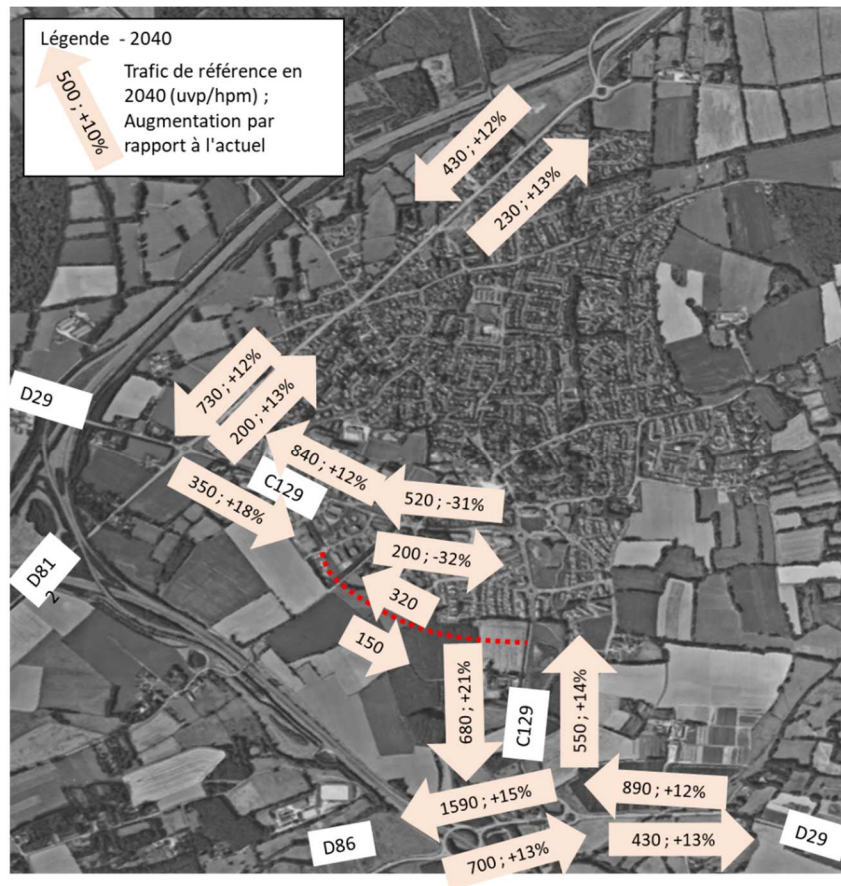 Légende - 2040
500 ; +10%
Trafic de référence en
2040 (uvp/hpm) ;
Augmentation par
rapport à l'actuel
430 ; +12%
230 ; +13%
D29
730 ; +12%
200 ; +13%
840 ; +12%
C129
350 ; +18%
520 ; -31%
200 ; -32%
D81
2
320
150
680 ; +21%
C129
550 ; +14%
1590 ; +15%
890 ; +12%
D86
700 ; +13%
430 ; +13%
D29